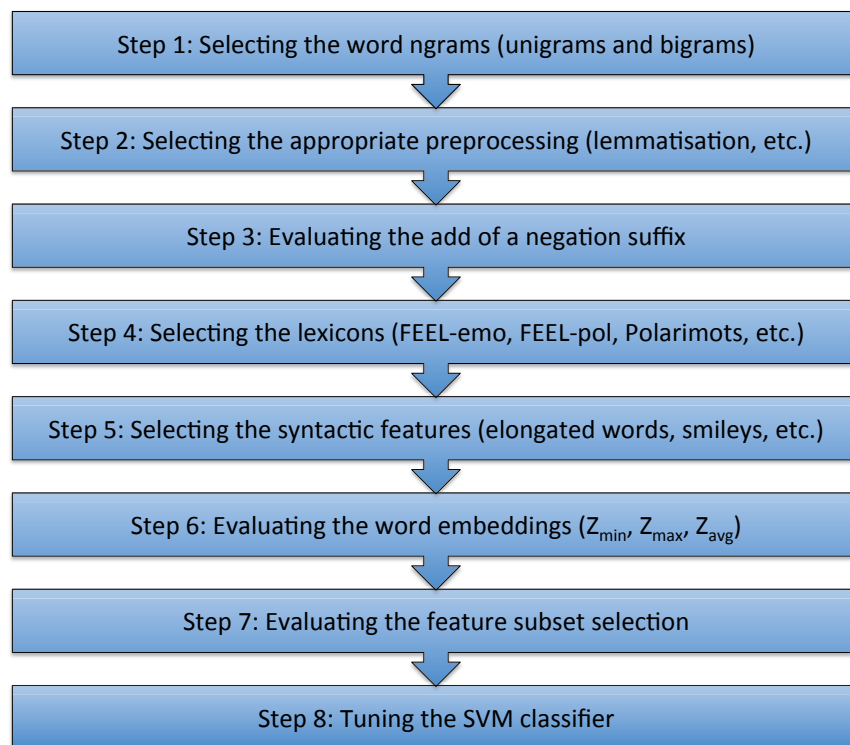 Step 1: Selecting the word ngrams (unigrams and bigrams)
Step 2: Selecting the appropriate preprocessing (lemmatisation, etc.)
Step 3: Evaluating the add of a negation suffix
Step 4: Selecting the lexicons (FEEL-emo, FEEL-pol, Polarimots, etc.)
Step 5: Selecting the syntactic features (elongated words, smileys, etc.)
Step 6: Evaluating the word embeddings (Zmin, Zmax, Zavg)
Step 7: Evaluating the feature subset selection
Step 8: Tuning the SVM classifier